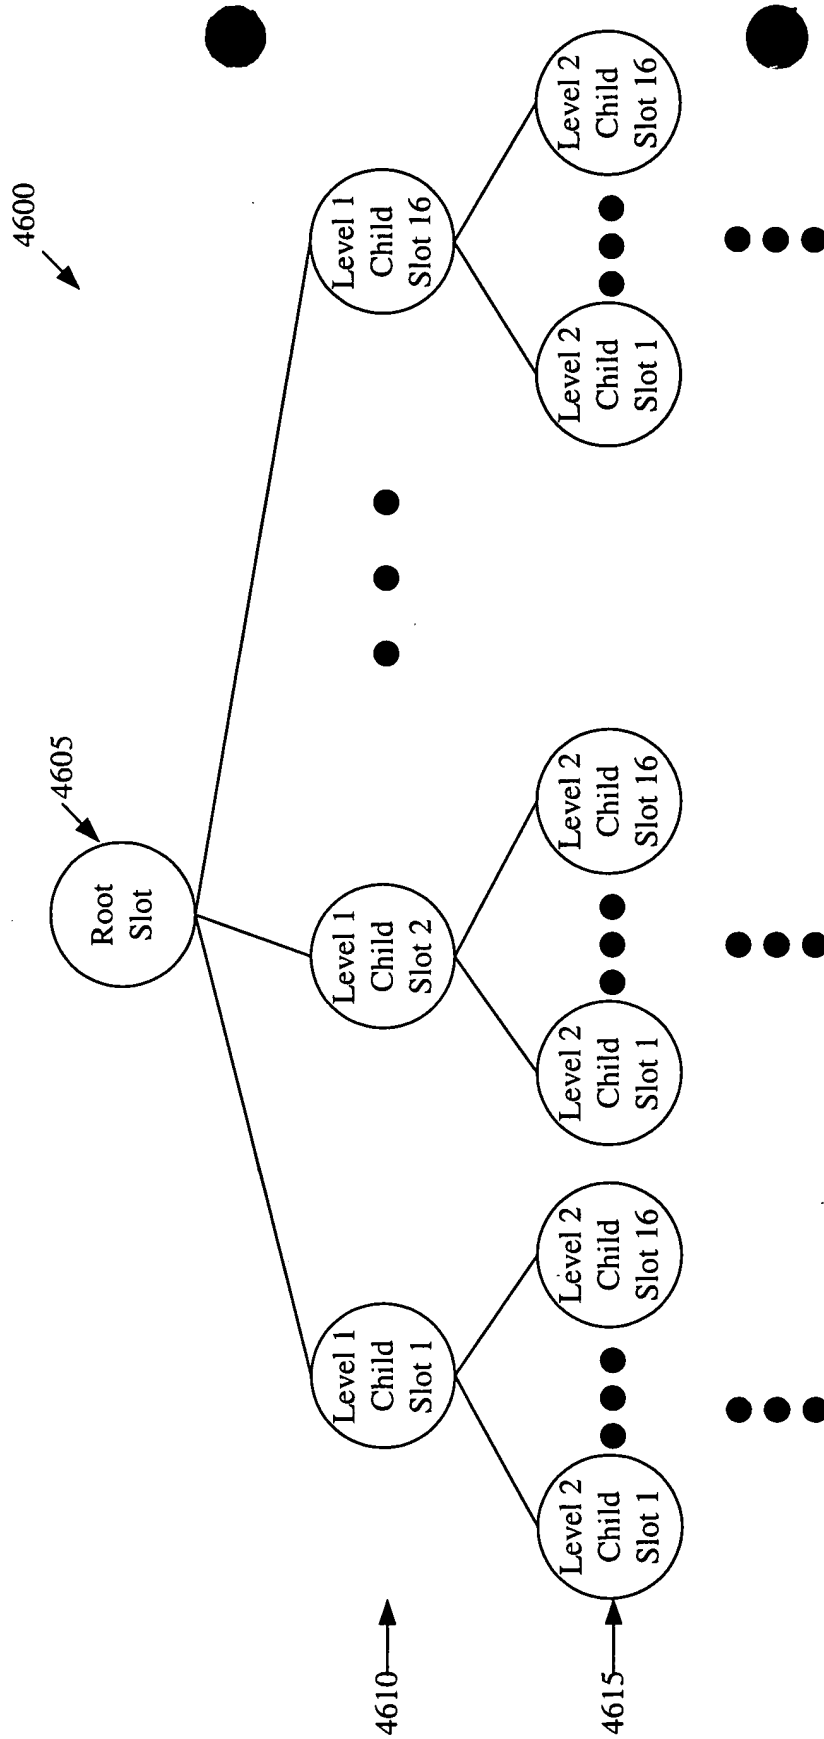 4600
4605
Root
Slot
4610
Level 1
Child
Slot 1
Level 1
Child
Slot 2
Level 1
Child
Slot 16
4615
Level 2
Child
Slot 1
Level 2
Child
Slot 16
Level 2
Child
Slot 1
Level 2
Child
Slot 16
Level 2
Child
Slot 1
Level 2
Child
Slot 16